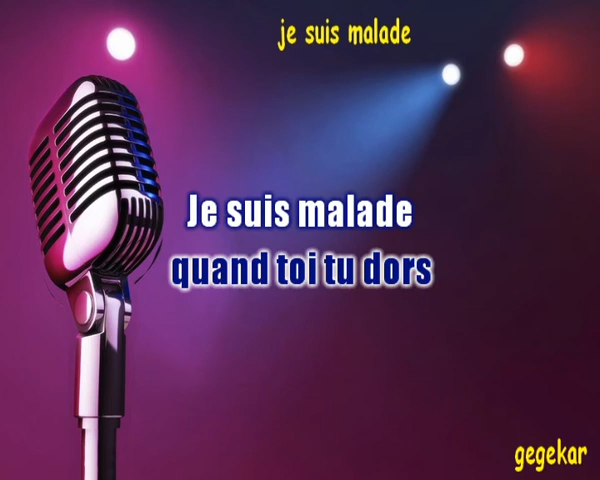 je suis malade
Je suis malade
quand toi tu dors
gegekar